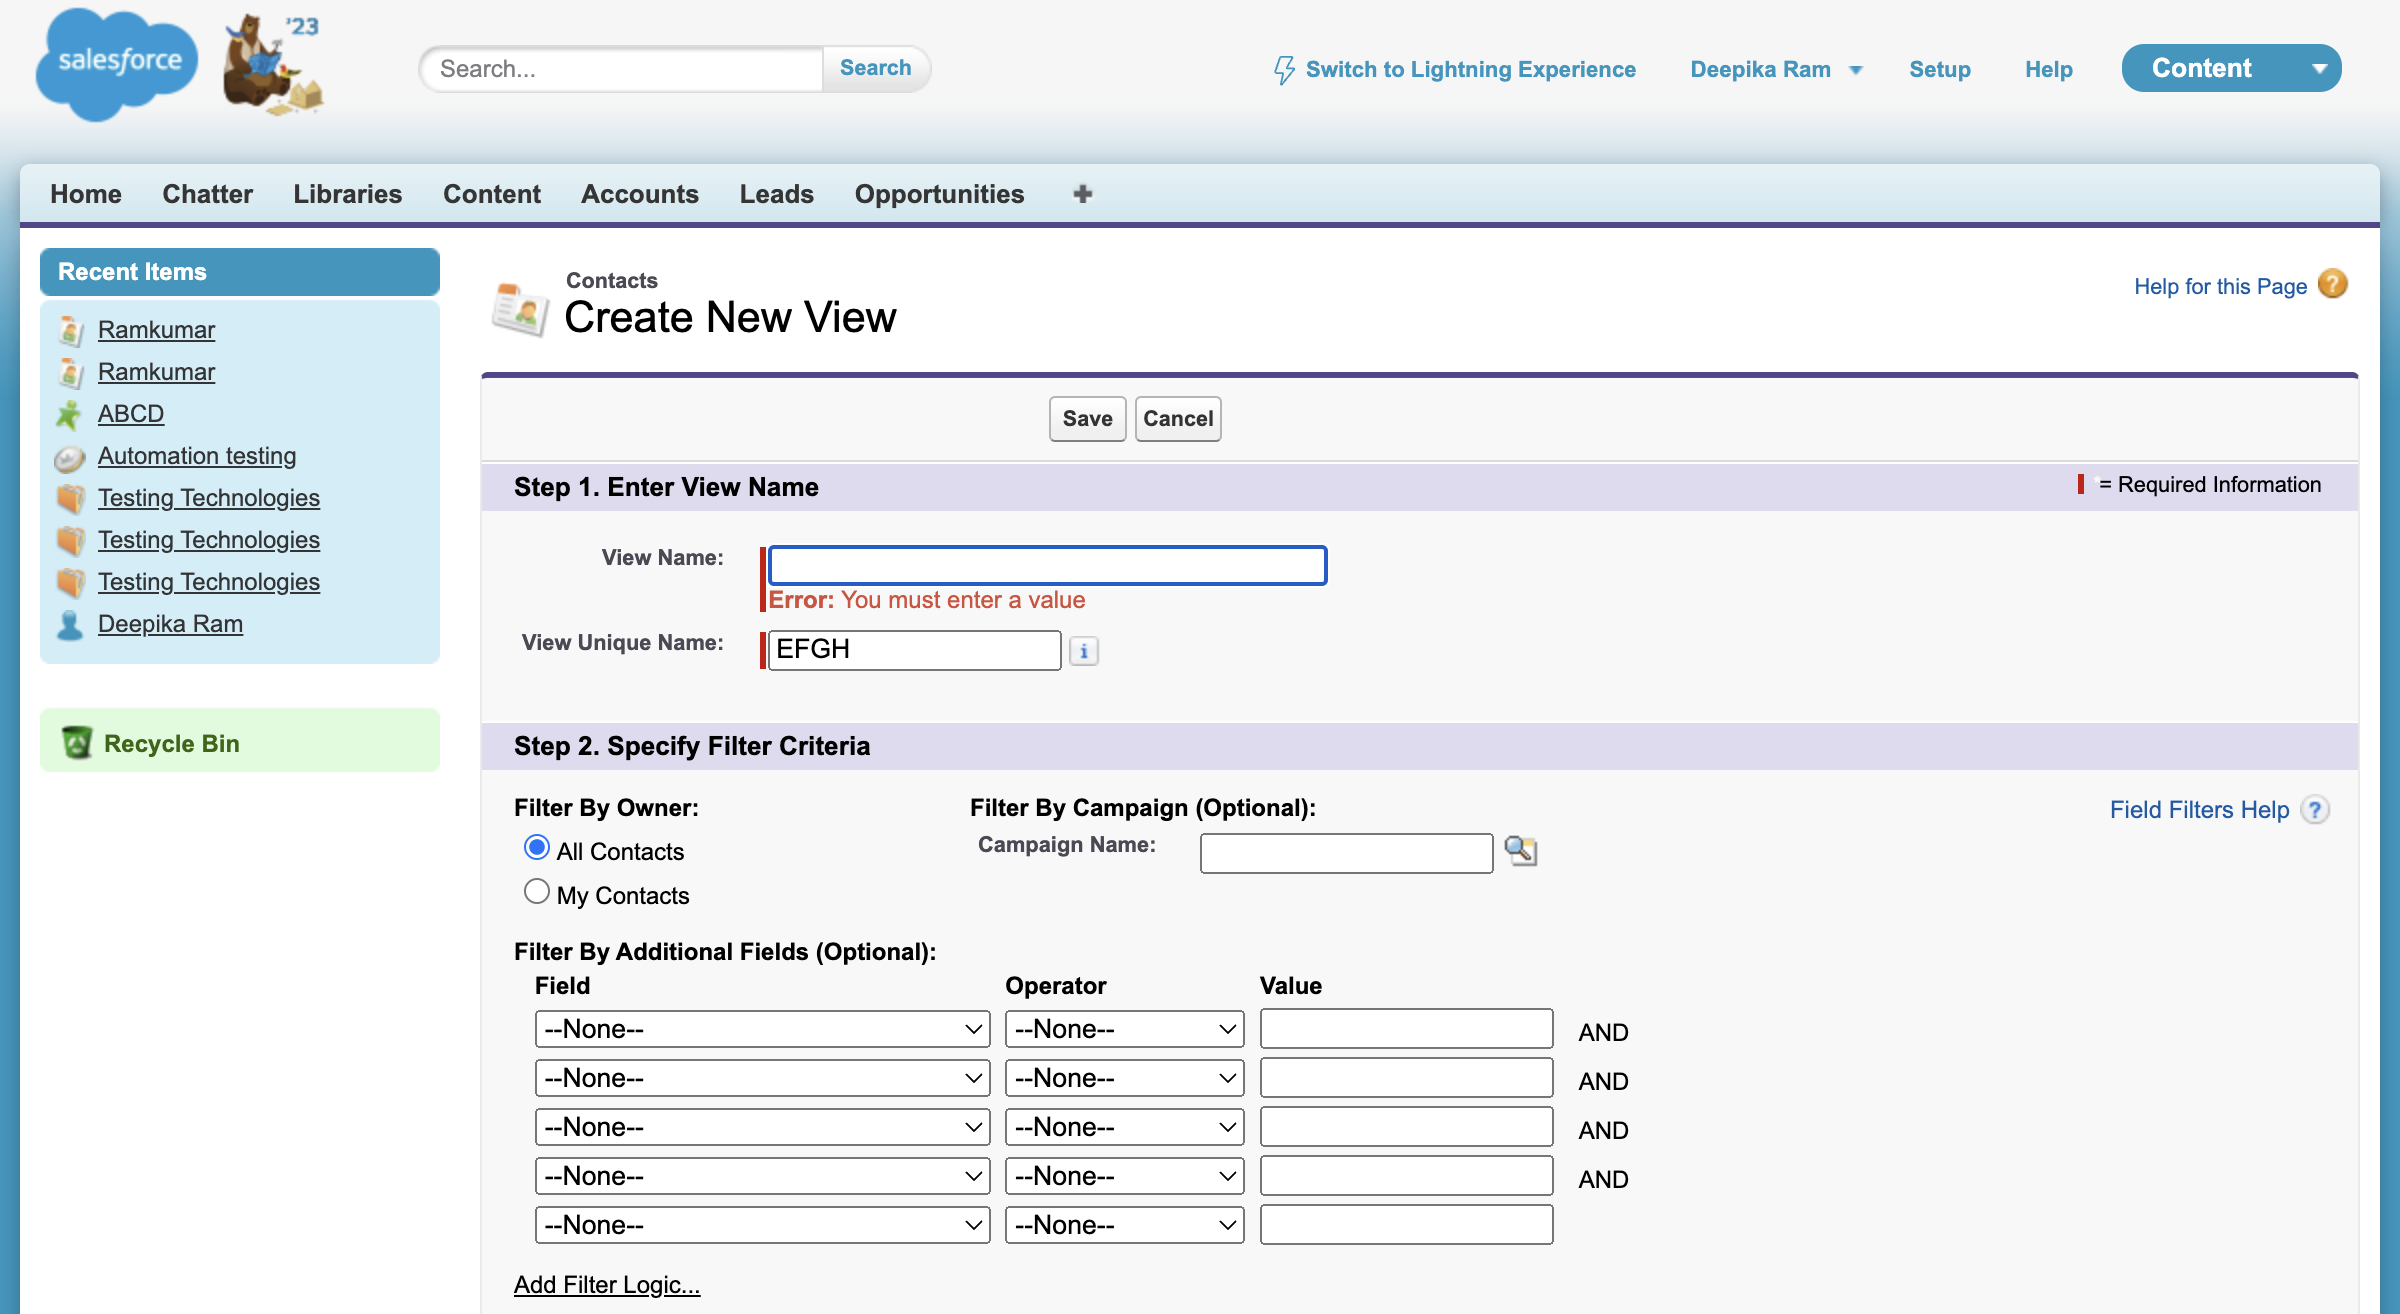 salesforce
'23
Search...
Search
Switch to Lightning Experience
Deepika Ram
Setup
Help
Content
Home
Chatter
Libraries
Content
Accounts
Leads
Opportunities
+
Recent Items
Ramkumar
Ramkumar
ABCD
Automation testing
Testing Technologies
Testing Technologies
Testing Technologies
Deepika Ram
Recycle Bin
Contacts
Create New View
Help for this Page ?
Save
Cancel
Step 1. Enter View Name
= Required Information
View Name:
Error: You must enter a value
View Unique Name:
EFGH
i
Step 2. Specify Filter Criteria
Filter By Owner:
All Contacts
My Contacts
Filter By Campaign (Optional):
Campaign Name:
Field Filters Help ?
Filter By Additional Fields (Optional):
Field Operator Value
--None-- --None-- AND
--None-- --None-- AND
--None-- --None-- AND
--None-- --None-- AND
--None-- --None--
Add Filter Logic...